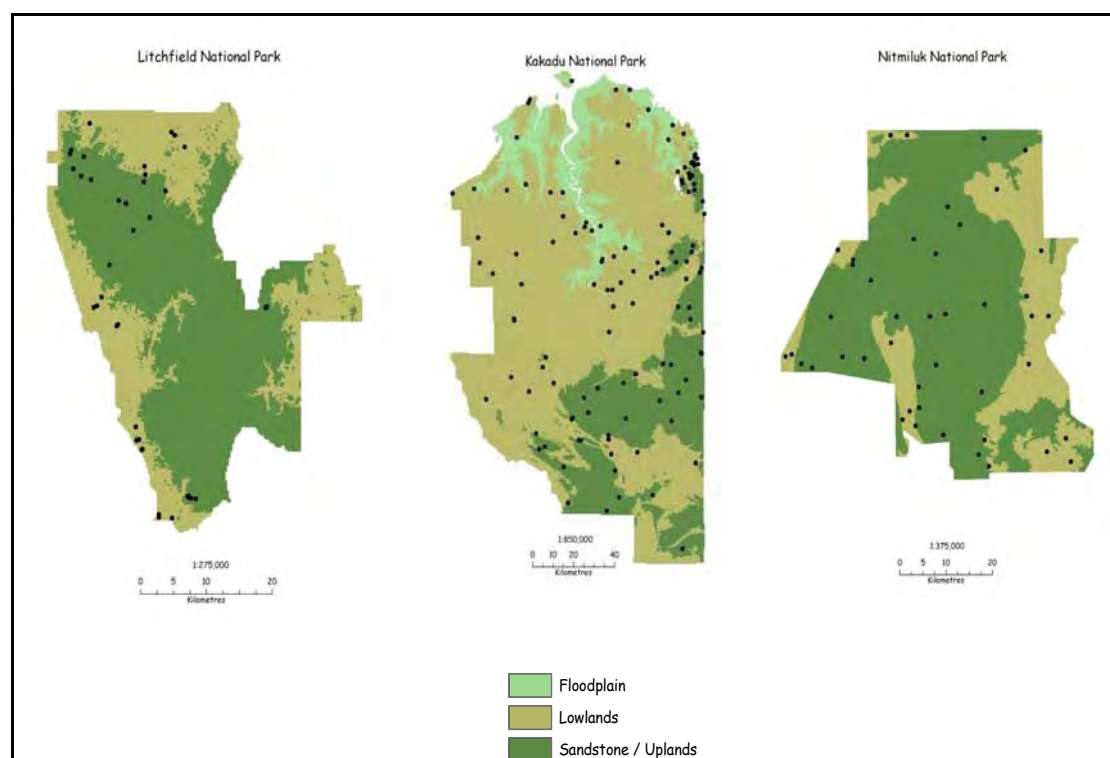 Litchfield National Park
Kakadu National Park
Nitmiluk National Park
1:275,000
0 5 10 20
Kilometres
1:850,000
0 10 20 40
Kilometres
1:375,000
0 5 10 20
Kilometres
Floodplain
Lowlands
Sandstone / Uplands